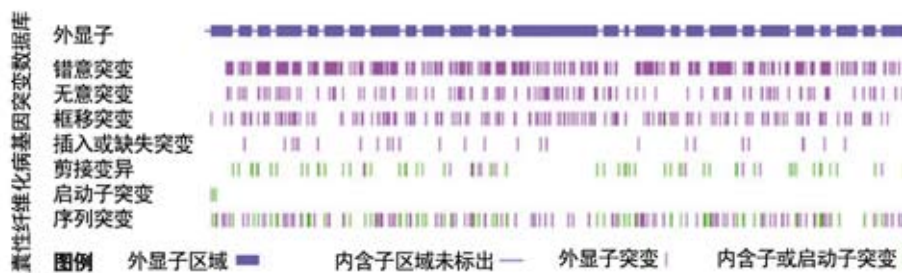 囊性纤维化病基因突变数据库
外显子
错意突变
无意突变
框移突变
插入或缺失突变
剪接变异
启动子突变
序列突变
图例 外显子区域 内含子区域未标出 外显子突变 内含子或启动子突变